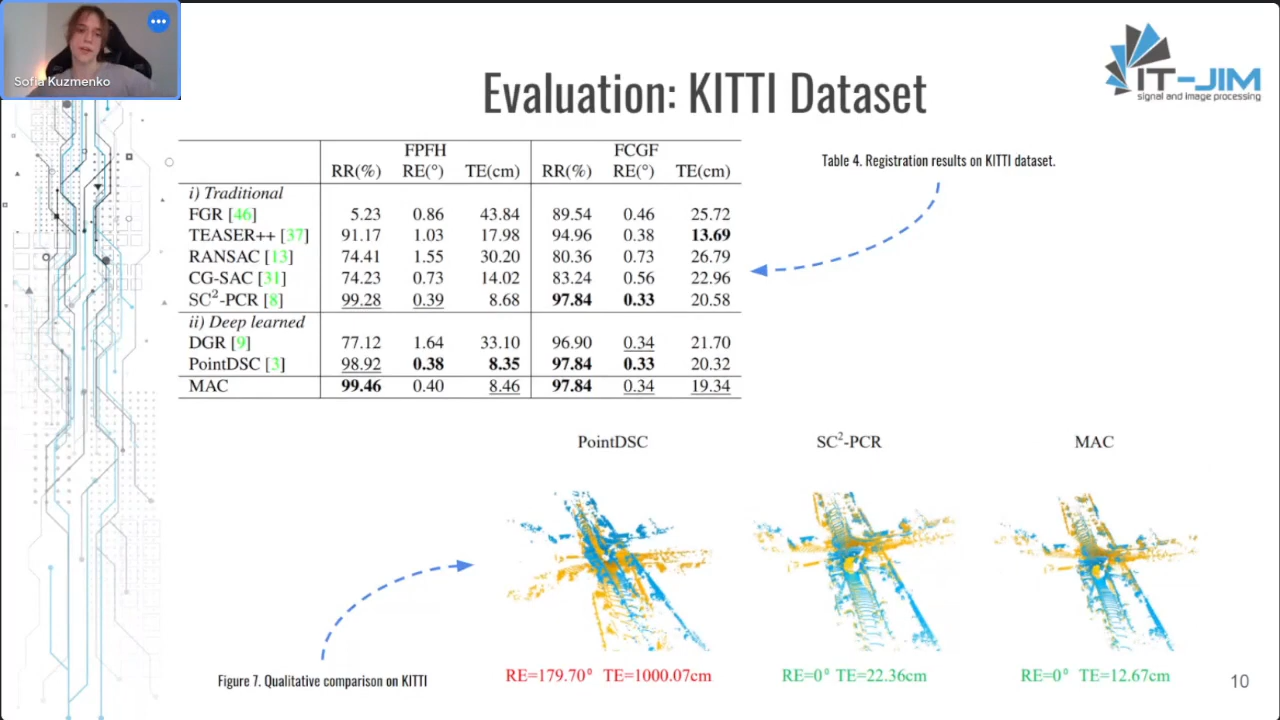 Sofia Kuzmenko
IT-JIM
signal and image processing
Evaluation: KITTI Dataset
Table 4. Registration results on KITTI dataset.
FPFH FCGF
RR(%) RE(°) TE(cm) RR(%) RE(°) TE(cm)
i) Traditional
FGR [46] 5.23 0.86 43.84 89.54 0.46 25.72
TEASER++ [37] 91.17 1.03 17.98 94.96 0.38 13.69
RANSAC [13] 74.41 1.55 30.20 80.36 0.73 26.79
CG-SAC [31] 74.23 0.73 14.02 83.24 0.56 22.96
SC²-PCR [8] 99.28 0.39 8.68 97.84 0.33 20.58
ii) Deep learned
DGR [9] 77.12 1.64 33.10 96.90 0.34 21.70
PointDSC [3] 98.92 0.38 8.35 97.84 0.33 20.32
MAC 99.46 0.40 8.46 97.84 0.34 19.34
PointDSC SC²-PCR MAC
RE=179.70° TE=1000.07cm RE=0° TE=22.36cm RE=0° TE=12.67cm
Figure 7. Qualitative comparison on KITTI
10